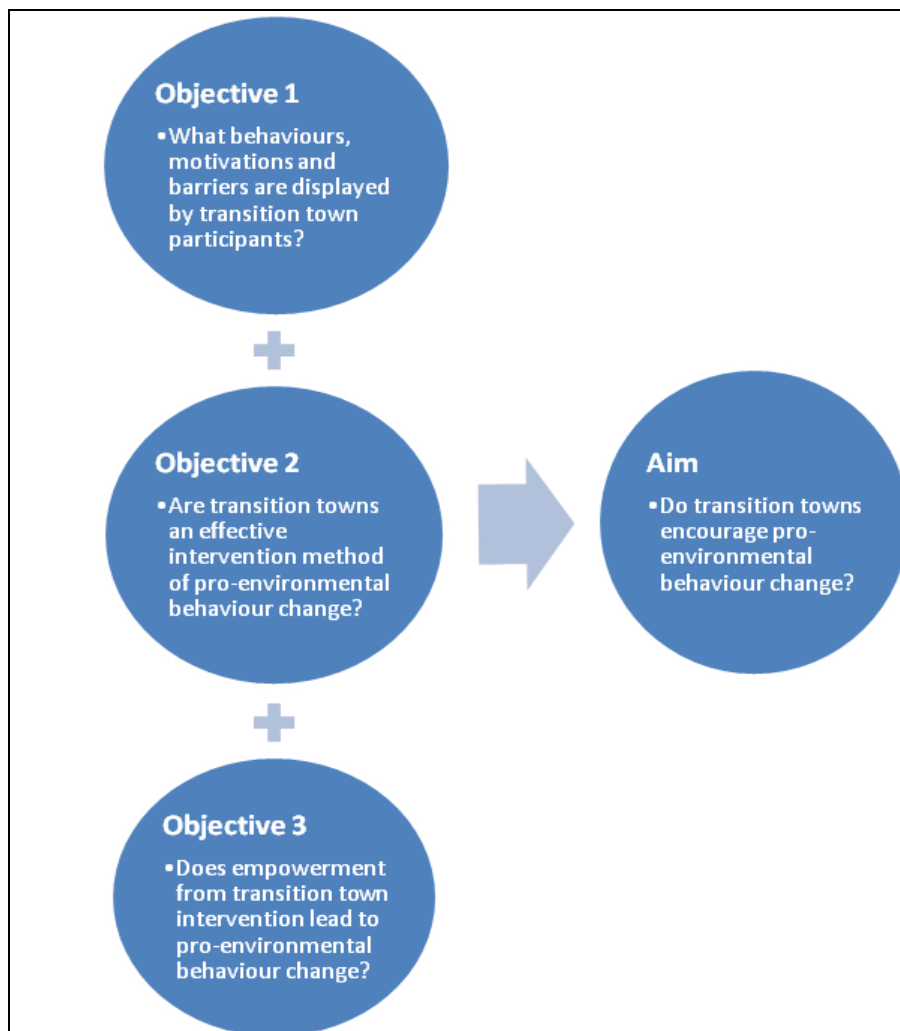 Objective 1
•What behaviours,
motivations and
barriers are displayed
by transition town
participants?
Objective 2
•Are transition towns
an effective
intervention method
of pro-environmental
behaviour change?
Objective 3
•Does empowerment
from transition town
intervention lead to
pro-environmental
behaviour change?
Aim
•Do transition towns
encourage pro-
environmental
behaviour change?